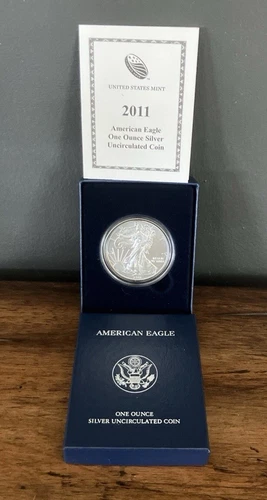 UNITED STATES MINT
2011
American Eagle
One Ounce Silver
Uncirculated Coin
AMERICAN EAGLE
ONE OUNCE
SILVER UNCIRCULATED COIN